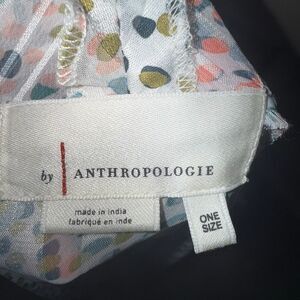 by ANTHROPOLOGIE
made in india
fabriqué en inde
ONE
SIZE